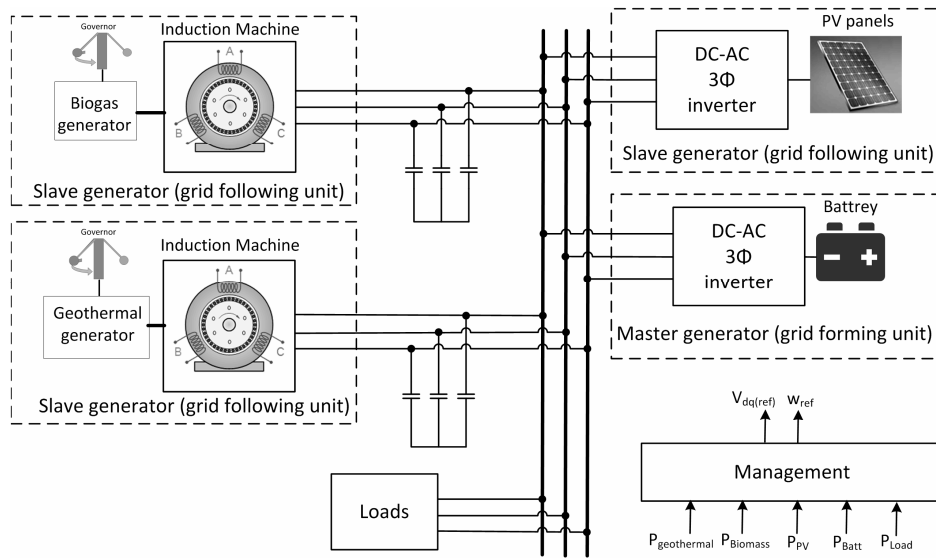 Governor
Biogas
generator
Induction Machine
A
B
C
Slave generator (grid following unit)
Governor
Geothermal
generator
Induction Machine
A
B
C
Slave generator (grid following unit)
DC-AC
3Φ
inverter
PV panels
Slave generator (grid following unit)
DC-AC
3Φ
inverter
Battrey
Master generator (grid forming unit)
Loads
Vdq(ref)
wref
Management
Pgeothermal
PBiomass
PPV
PBatt
PLoad